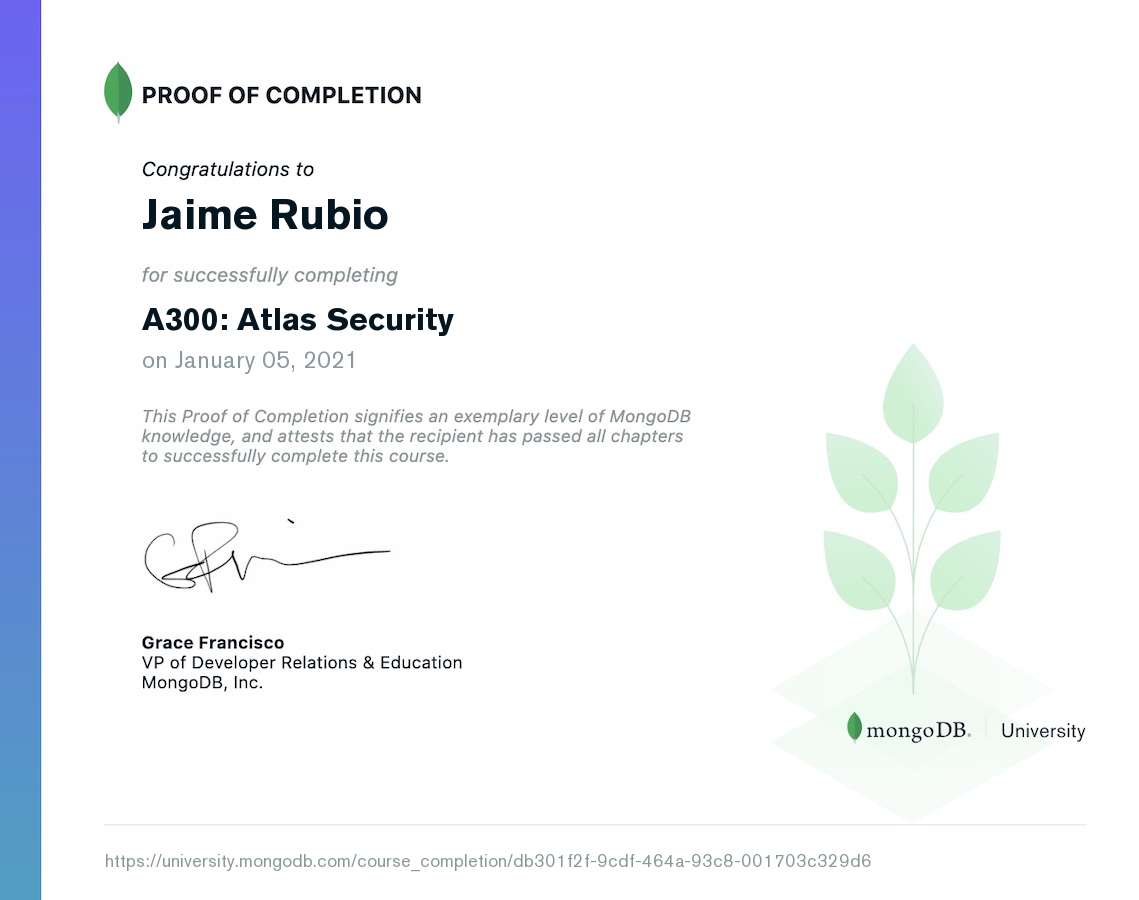 PROOF OF COMPLETION
Congratulations to
Jaime Rubio
for successfully completing
A300: Atlas Security
on January 05, 2021
This Proof of Completion signifies an exemplary level of MongoDB
knowledge, and attests that the recipient has passed all chapters
to successfully complete this course.
Grace Francisco
VP of Developer Relations & Education
MongoDB, Inc.
mongoDB. University
https://university.mongodb.com/course_completion/db301f2f-9cdf-464a-93c8-001703c329d6